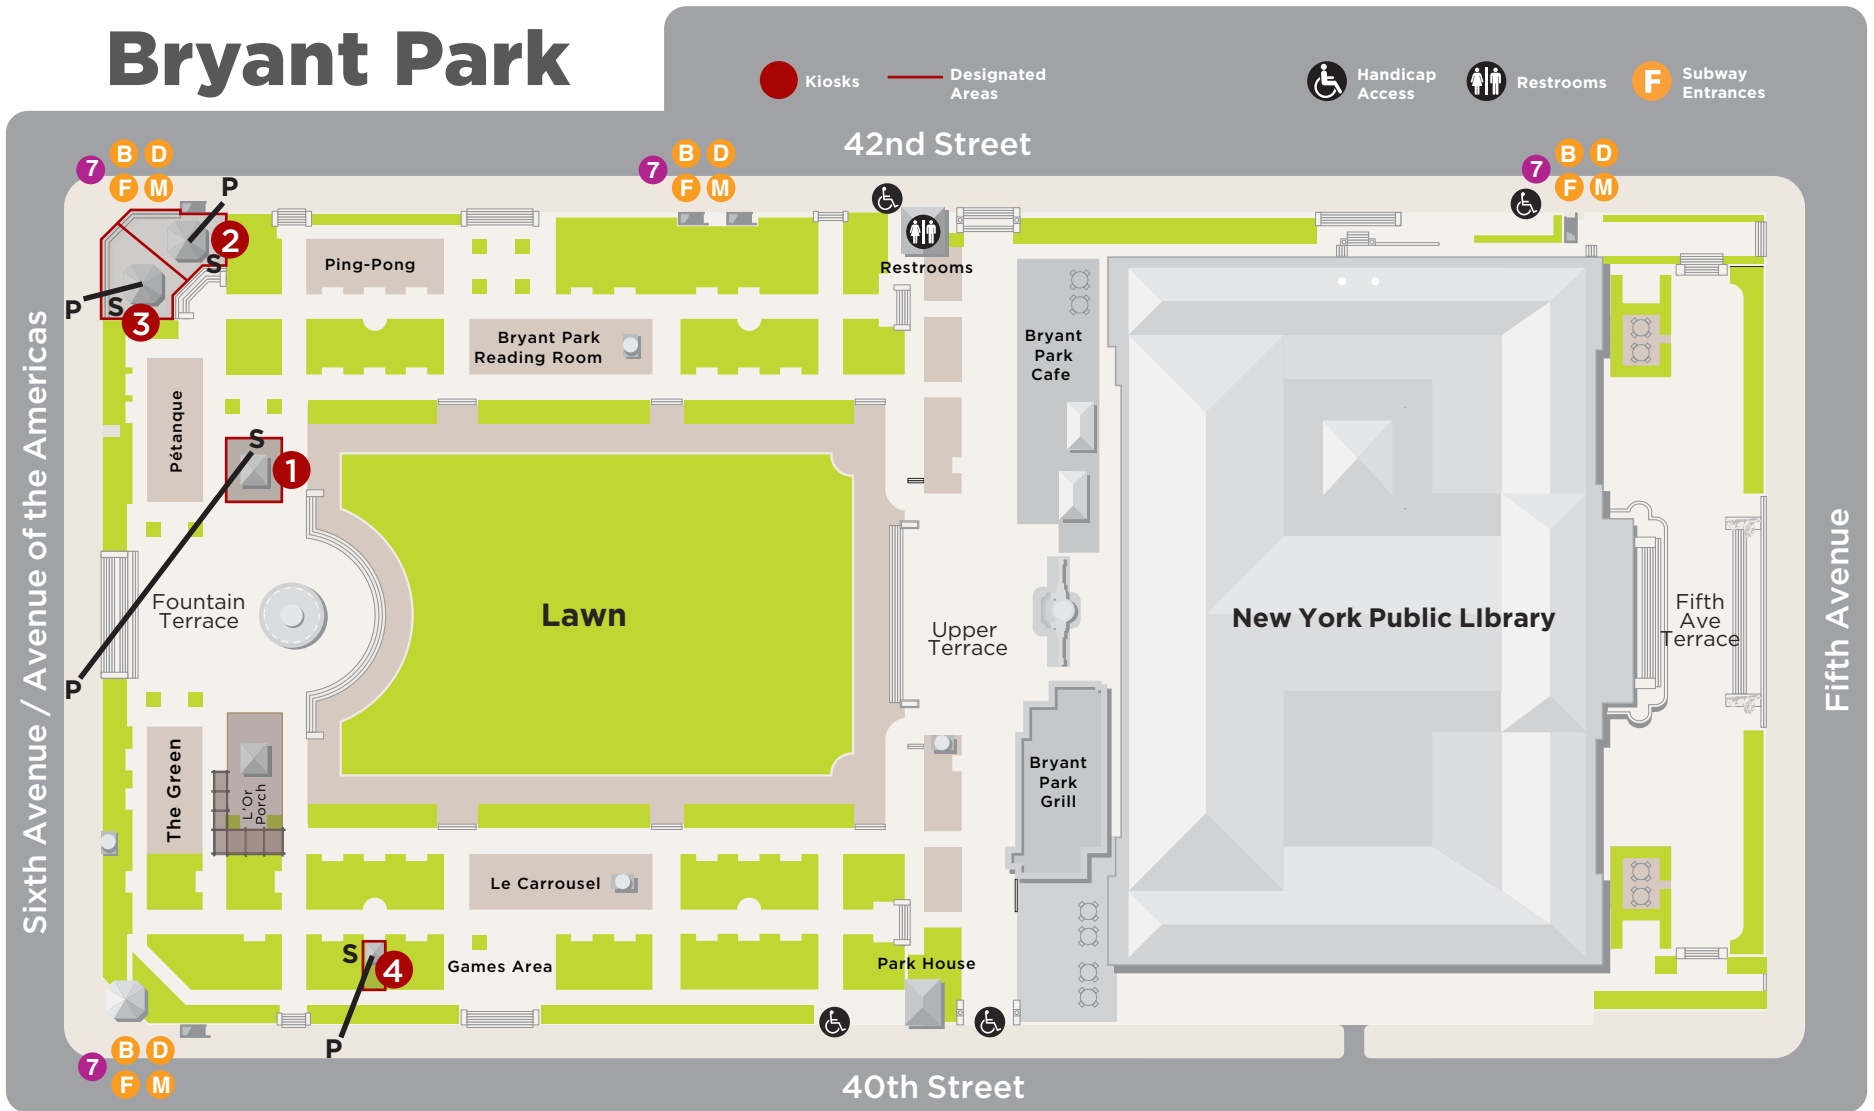 Bryant Park
Kiosks
Designated
Areas
Handicap
Access
Restrooms
F
Subway
Entrances
42nd Street
7
B D
F M
7
B D
F M
7
B D
F M
P
2
S
P
S
3
Ping-Pong
Restrooms
Bryant Park
Reading Room
Bryant
Park
Cafe
Pétanque
S
1
Sixth Avenue / Avenue of the Americas
Fountain
Terrace
Lawn
Upper
Terrace
New York Public LIbrary
Fifth
Ave
Terrace
Fifth Avenue
P
The Green
L'Or
Porch
Bryant
Park
Grill
Le Carrousel
S
4
Games Area
Park House
P
7
B D
F M
40th Street